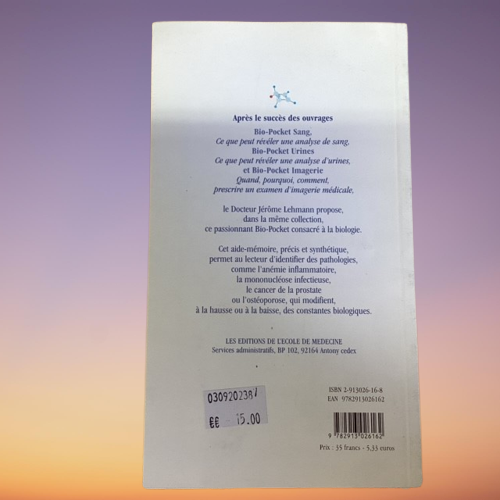 Après le succès des ouvrages
Bio-Pocket Sang,
Ce que peut révéler une analyse de sang,
Bio-Pocket Urines
Ce que peut révéler une analyse d'urines,
et Bio-Pocket Imagerie
Quand, pourquoi, comment,
prescrire un examen d'imagerie médicale,
le Docteur Jérôme Lehmann propose,
dans la même collection,
ce passionnant Bio-Pocket consacré à la biologie.
Cet aide-mémoire, précis et synthétique,
permet au lecteur d'identifier des pathologies,
comme l'anémie inflammatoire,
la mononucléose infectieuse,
le cancer de la prostate
ou l'ostéoporose, qui modifient,
à la hausse ou à la baisse, des constantes biologiques.
LES EDITIONS DE L'ECOLE DE MEDECINE
Services administratifs, BP 102, 92164 Antony cedex
030920238/
€€ 15.00
ISBN 2-913026-16-8
EAN 9782913026162
9 782913 026162
Prix : 35 francs - 5,33 euros